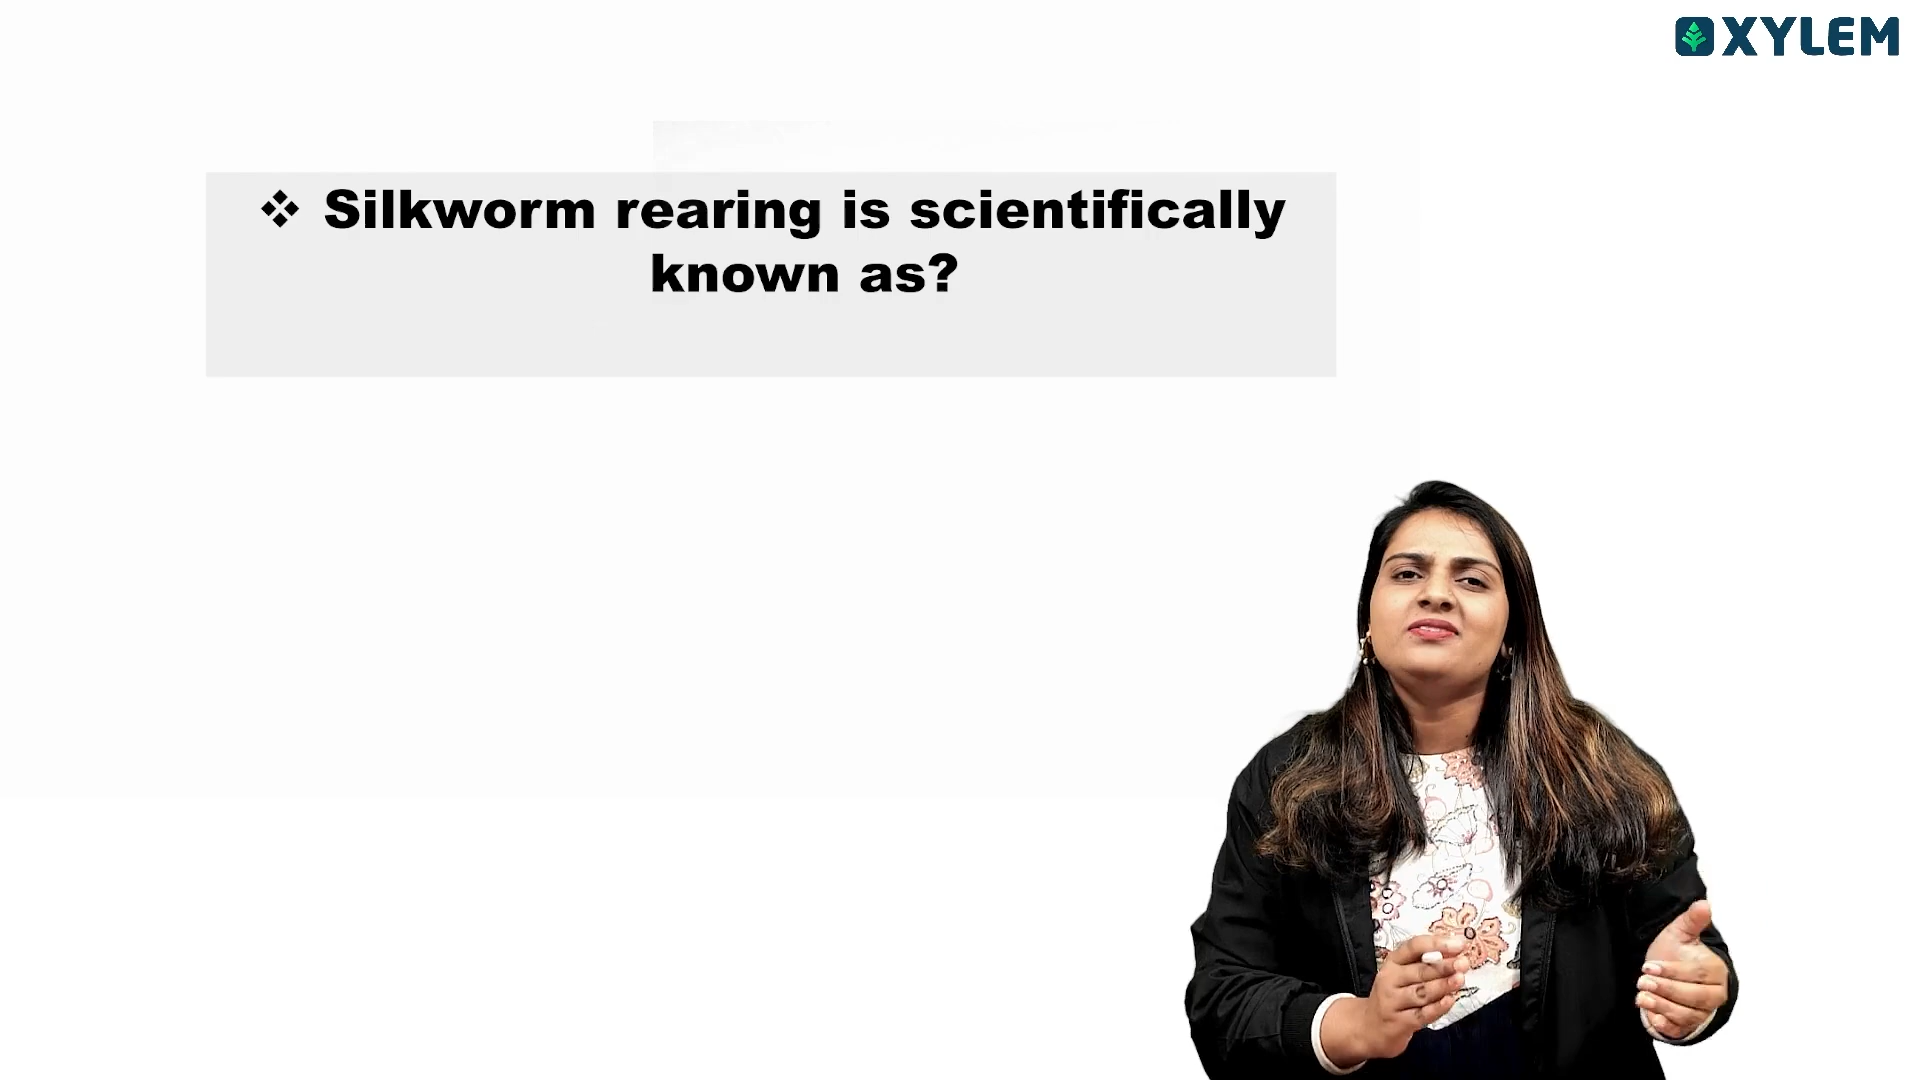 XYLEM
❖ Silkworm rearing is scientifically
known as?